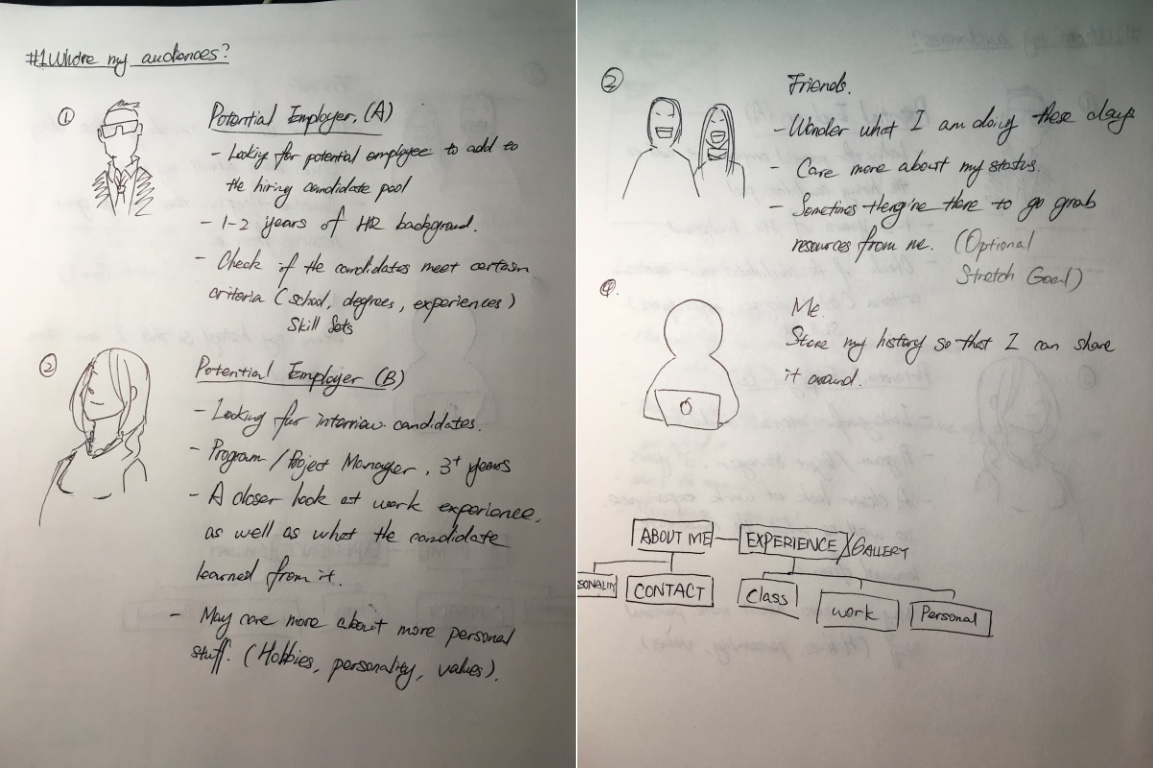 #1 Who're my audiences?
①
Potential Employer. (A)
- Looking for potential employee to add to
the hiring candidate pool
- 1-2 years of HR background.
- Check if the candidates meet certain
criteria (school, degrees, experiences)
Skill Sets
②
Potential Employer (B)
- Looking for interview candidates.
- Program / Project Manager, 3+ years
- A closer look at work experience,
as well as what the candidate
learned from it.
- May care more about more personal
stuff. (Hobbies, personality, values).
②
Friends.
- Wonder what I am doing these days
- Care more about my status.
- Sometimes they're there to go grab
resources from me. (Optional
Stretch Goal)
④.
Me.
Store my history so that I can share
it around.
ABOUT ME
EXPERIENCE/GALLERY
SONALITY
CONTACT
Class
work
Personal